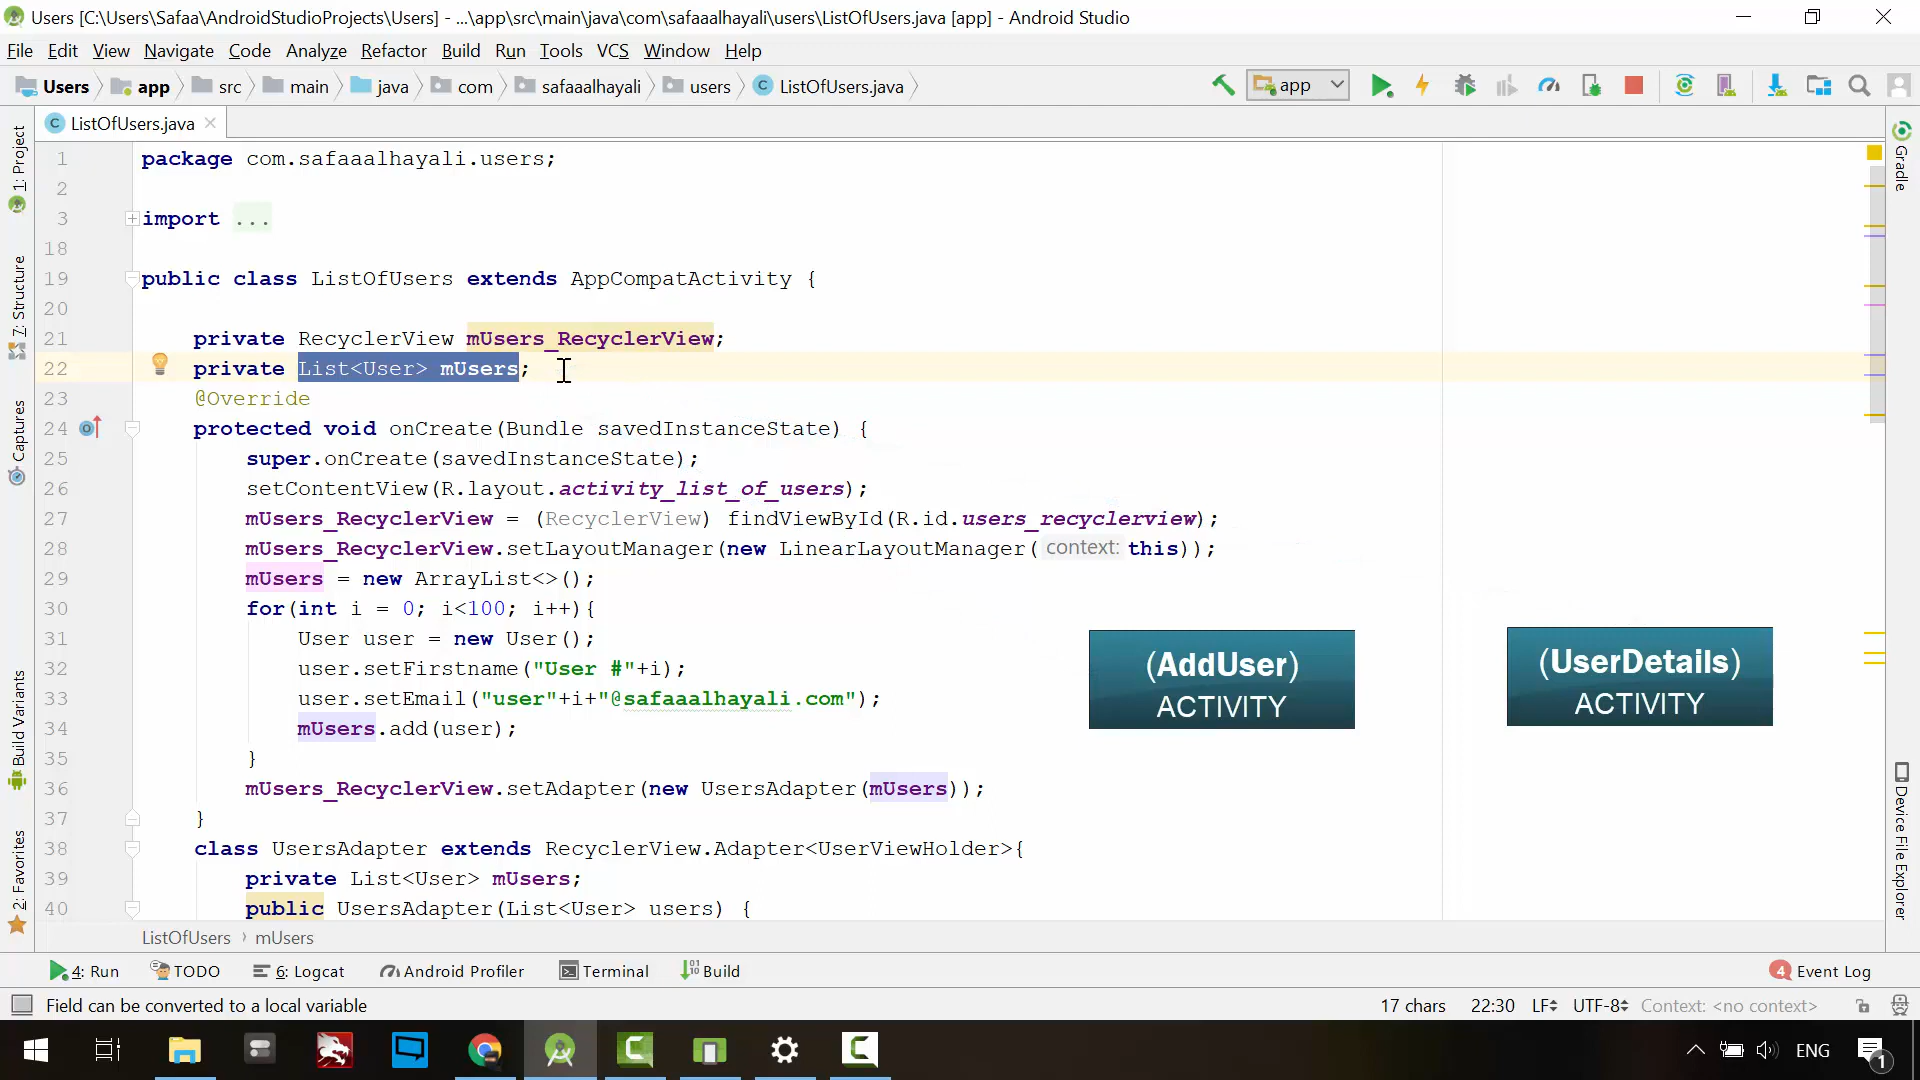 Users [C:\Users\Safaa\AndroidStudioProjects\Users] - ...\app\src\main\java\com\safaaalhayali\users\ListOfUsers.java [app] - Android Studio
File Edit View Navigate Code Analyze Refactor Build Run Tools VCS Window Help
Users app src main java com safaaalhayali users ListOfUsers.java app
ListOfUsers.java
1 package com.safaaalhayali.users;
2
3 import ...
18
19 public class ListOfUsers extends AppCompatActivity {
20
21 private RecyclerView mUsers_RecyclerView;
22 private List<User> mUsers;
23 @Override
24 protected void onCreate(Bundle savedInstanceState) {
25 super.onCreate(savedInstanceState);
26 setContentView(R.layout.activity_list_of_users);
27 mUsers_RecyclerView = (RecyclerView) findViewById(R.id.users_recyclerview);
28 mUsers_RecyclerView.setLayoutManager(new LinearLayoutManager( context: this));
29 mUsers = new ArrayList<>();
30 for(int i = 0; i<100; i++){
31 User user = new User();
32 user.setFirstname("User #"+i);
33 user.setEmail("user"+i+"@safaaalhayali.com");
34 mUsers.add(user);
35 }
36 mUsers_RecyclerView.setAdapter(new UsersAdapter(mUsers));
37 }
38 class UsersAdapter extends RecyclerView.Adapter<UserViewHolder>{
39 private List<User> mUsers;
40 public UsersAdapter(List<User> users) {
(AddUser)
ACTIVITY
(UserDetails)
ACTIVITY
1: Project
7: Structure
Captures
Build Variants
2: Favorites
Gradle
Device File Explorer
ListOfUsers › mUsers
4: Run TODO 6: Logcat Android Profiler Terminal Build 4 Event Log
Field can be converted to a local variable 17 chars 22:30 LF UTF-8 Context: <no context>
ENG 1